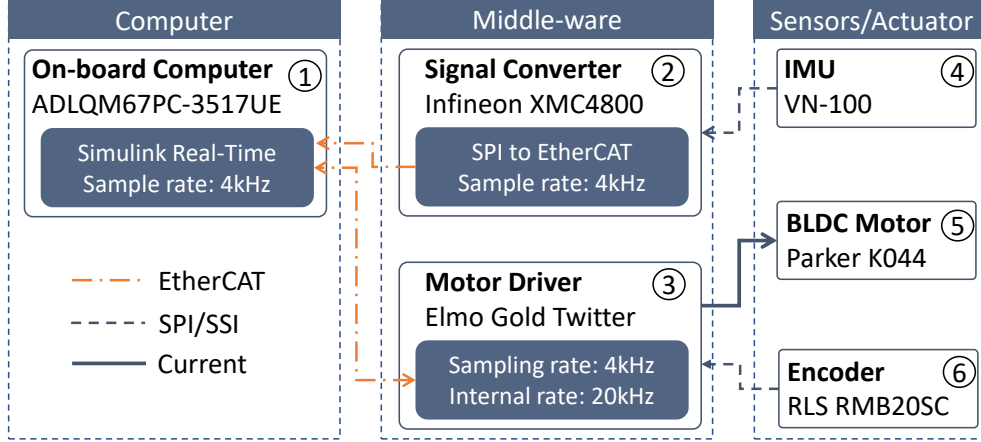 Computer
On-board Computer ①
ADLQM67PC-3517UE
Simulink Real-Time
Sample rate: 4kHz
EtherCAT
SPI/SSI
Current
Middle-ware
Signal Converter ②
Infineon XMC4800
SPI to EtherCAT
Sample rate: 4kHz
Motor Driver ③
Elmo Gold Twitter
Sampling rate: 4kHz
Internal rate: 20kHz
Sensors/Actuator
IMU ④
VN-100
BLDC Motor ⑤
Parker K044
Encoder ⑥
RLS RMB20SC